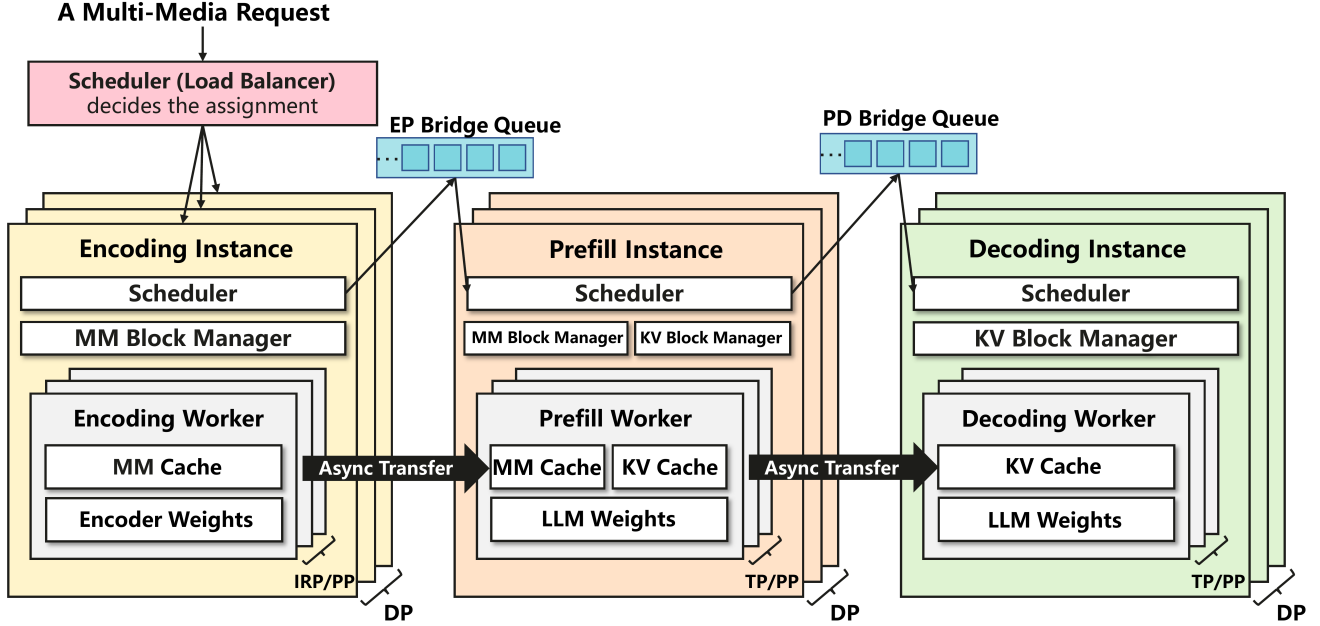 A Multi-Media Request
Scheduler (Load Balancer)
decides the assignment
EP Bridge Queue
...
PD Bridge Queue
...
Encoding Instance
Scheduler
MM Block Manager
Encoding Worker
MM Cache
Encoder Weights
IRP/PP
DP
Async Transfer
Prefill Instance
Scheduler
MM Block Manager
KV Block Manager
Prefill Worker
MM Cache
KV Cache
LLM Weights
TP/PP
DP
Async Transfer
Decoding Instance
Scheduler
KV Block Manager
Decoding Worker
KV Cache
LLM Weights
TP/PP
DP